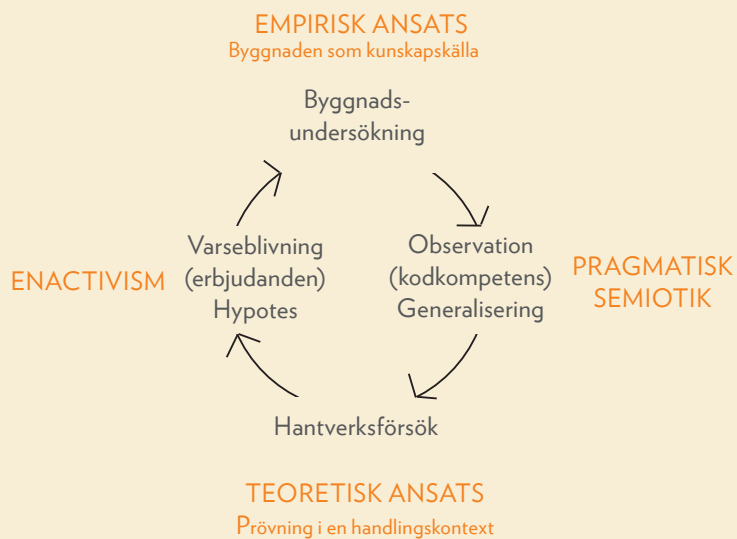 EMPIRISK ANSATS
Byggnaden som kunskapskälla
Byggnads-
undersökning
ENACTIVISM
Varseblivning
(erbjudanden)
Hypotes
Observation
(kodkompetens)
Generalisering
PRAGMATISK
SEMIOTIK
Hantverksförsök
TEORETISK ANSATS
Prövning i en handlingskontext